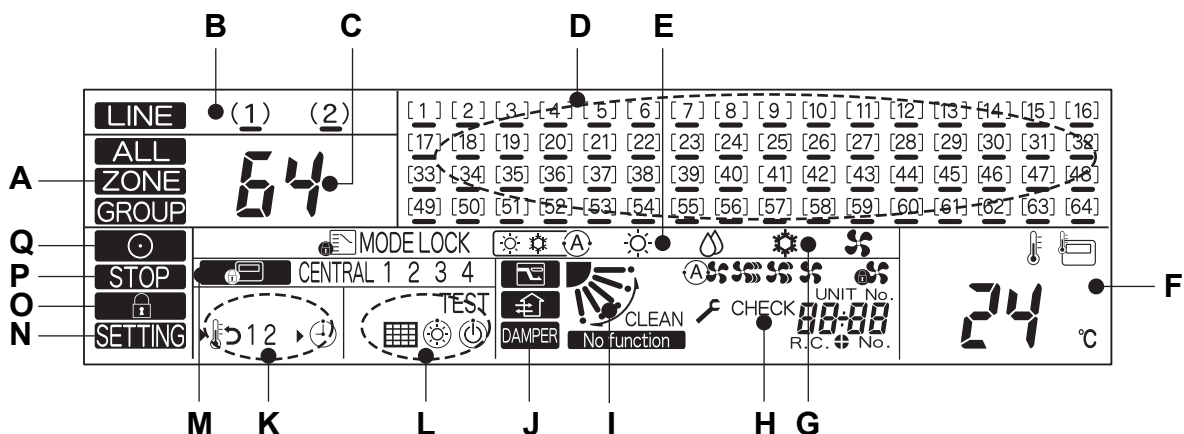 B C D E
LINE (1) (2) [1] [2] [3] [4] [5] [6] [7] [8] [9] [10] [11] [12] [13] [14] [15] [16]
ALL [17] [18] [19] [20] [21] [22] [23] [24] [25] [26] [27] [28] [29] [30] [31] [32]
A ZONE 64 [33] [34] [35] [36] [37] [38] [39] [40] [41] [42] [43] [44] [45] [46] [47] [48]
GROUP [49] [50] [51] [52] [53] [54] [55] [56] [57] [58] [59] [60] [61] [62] [63] [64]
Q MODE LOCK A
P STOP CENTRAL 1 2 3 4 A
O TEST UNIT No.
CLEAN CHECK 88:88 24 °C F
N SETTING 12 DAMPER No function R.C. No.
M K L J I H G